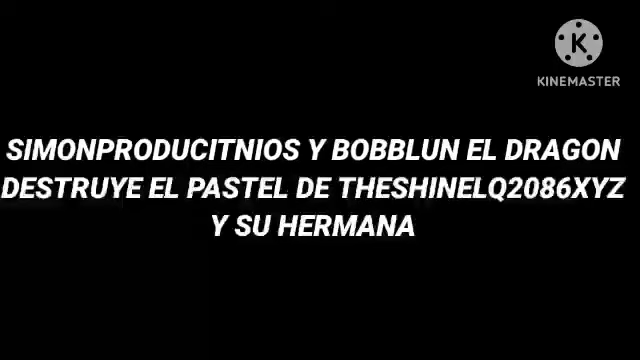 KINEMASTER
SIMONPRODUCITNIOS Y BOBBLUN EL DRAGON
DESTRUYE EL PASTEL DE THESHINELQ2086XYZ
Y SU HERMANA